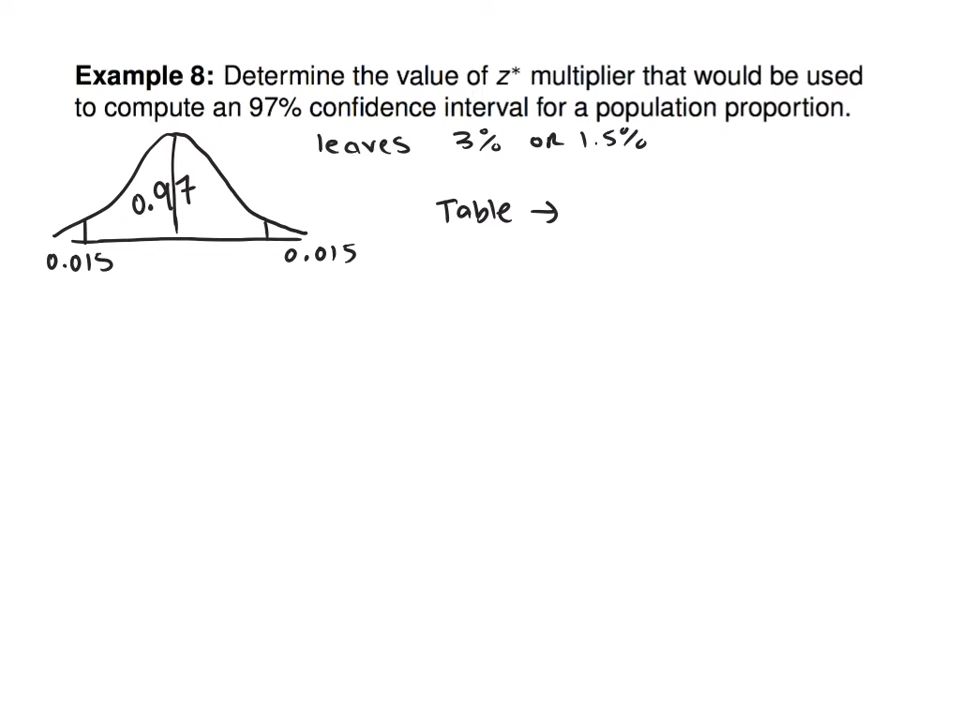 Example 8: Determine the value of z* multiplier that would be used
to compute an 97% confidence interval for a population proportion.
leaves 3% or 1.5%
0.97
Table →
0.015
0.015